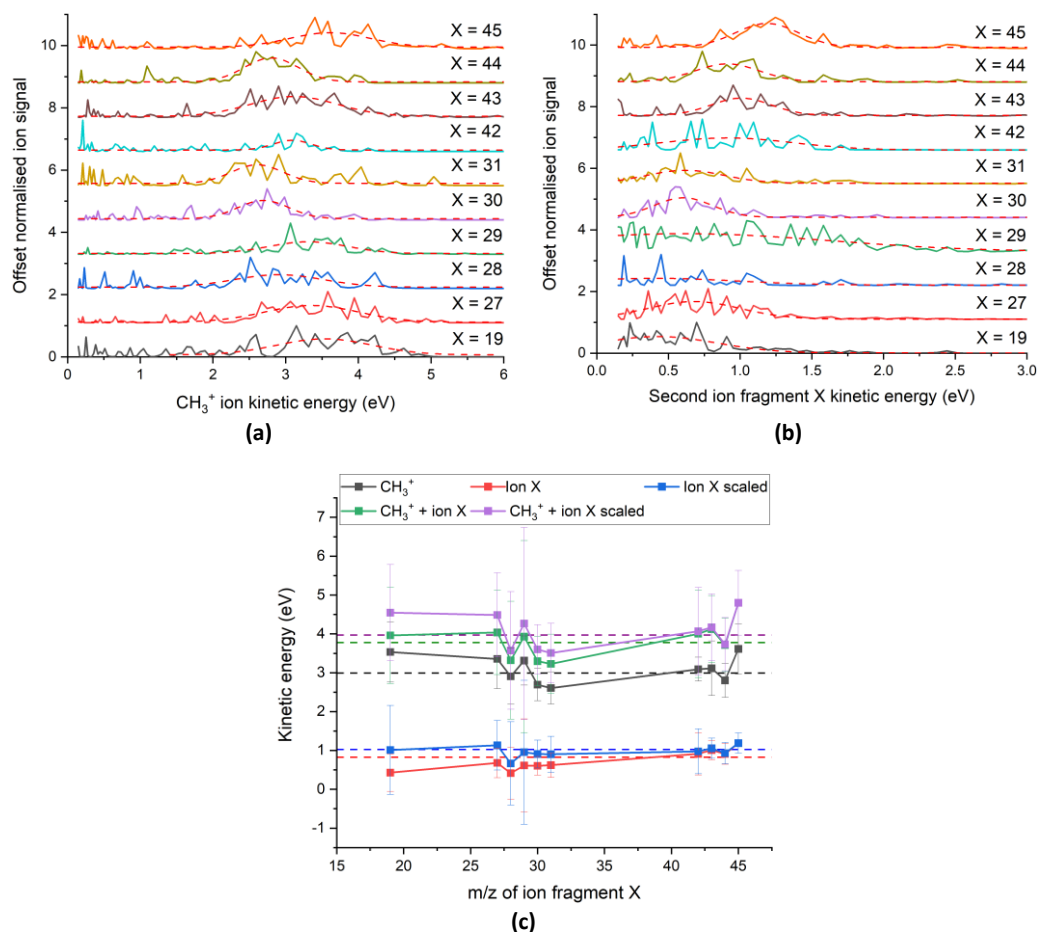 Offset normalised ion signal
10
8
6
4
2
0
X = 45
X = 44
X = 43
X = 42
X = 31
X = 30
X = 29
X = 28
X = 27
X = 19
0 1 2 3 4 5 6
CH₃⁺ ion kinetic energy (eV)
(a)
Offset normalised ion signal
10
8
6
4
2
0
X = 45
X = 44
X = 43
X = 42
X = 31
X = 30
X = 29
X = 28
X = 27
X = 19
0.0 0.5 1.0 1.5 2.0 2.5 3.0
Second ion fragment X kinetic energy (eV)
(b)
CH₃⁺ Ion X Ion X scaled
CH₃⁺ + ion X CH₃⁺ + ion X scaled
Kinetic energy (eV)
7
6
5
4
3
2
1
0
-1
15 20 25 30 35 40 45
m/z of ion fragment X
(c)